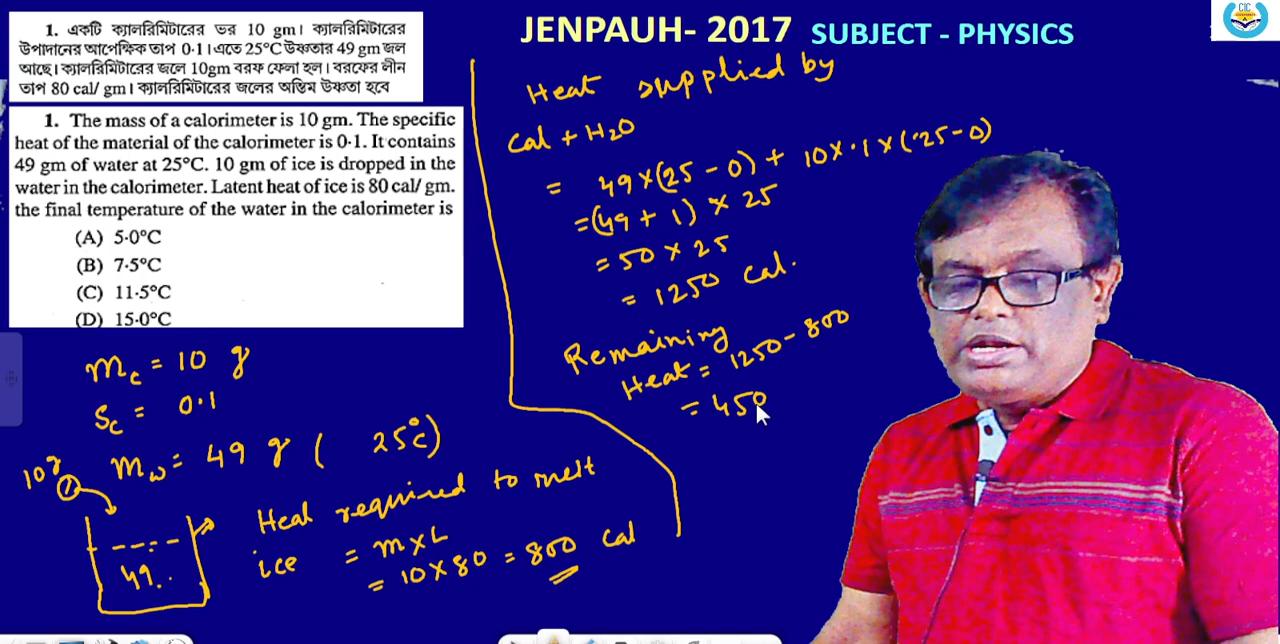 JENPAUH- 2017 SUBJECT - PHYSICS
CIC
1. একটি ক্যালরিমিটারের ভর 10 gm। ক্যালরিমিটারের
উপাদানের আপেক্ষিক তাপ 0·1। এতে 25°C উষ্ণতার 49 gm জল
আছে। ক্যালরিমিটারের জলে 10gm বরফ ফেলা হল। বরফের লীন
তাপ 80 cal/ gm। ক্যালরিমিটারের জলের অন্তিম উষ্ণতা হবে
1. The mass of a calorimeter is 10 gm. The specific
heat of the material of the calorimeter is 0·1. It contains
49 gm of water at 25°C. 10 gm of ice is dropped in the
water in the calorimeter. Latent heat of ice is 80 cal/ gm.
the final temperature of the water in the calorimeter is
(A) 5·0°C
(B) 7·5°C
(C) 11·5°C
(D) 15·0°C
m_c = 10 g
S_c = 0.1
m_w = 49 g ( 25°C)
10g
49..
Heat required to melt
ice = m×L
= 10×80 = 800 cal
Heat supplied by
Cal + H2O
= 49×(25-0) + 10×.1×(25-0)
=(49+1) × 25
= 50 × 25
= 1250 Cal.
Remaining
Heat = 1250-800
= 450